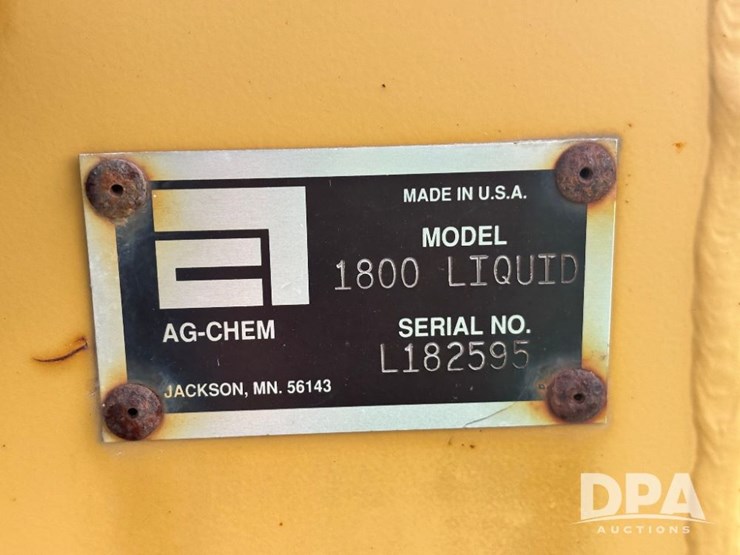 MADE IN U.S.A.
MODEL
1800 LIQUID
AG-CHEM
SERIAL NO.
L182595
JACKSON, MN. 56143
DPA
AUCTIONS